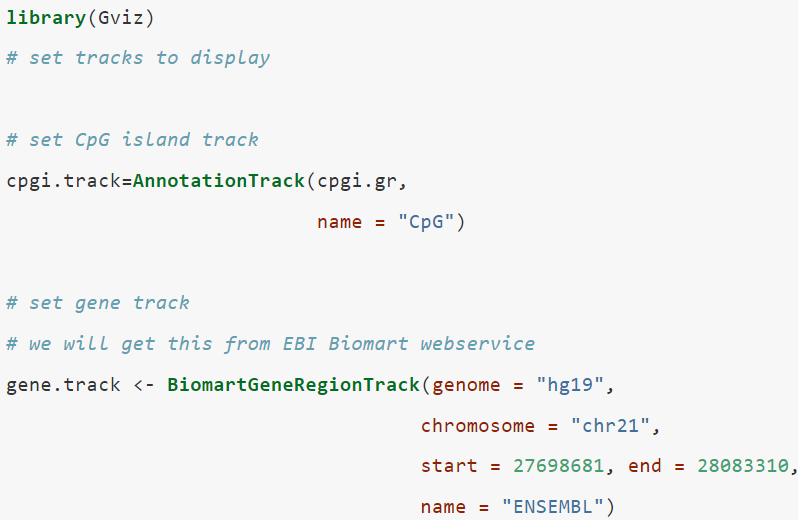 library(Gviz)
# set tracks to display
# set CpG island track
cpgi.track=AnnotationTrack(cpgi.gr,
name = "CpG")
# set gene track
# we will get this from EBI Biomart webservice
gene.track <- BiomartGeneRegionTrack(genome = "hg19",
chromosome = "chr21",
start = 27698681, end = 28083310,
name = "ENSEMBL")